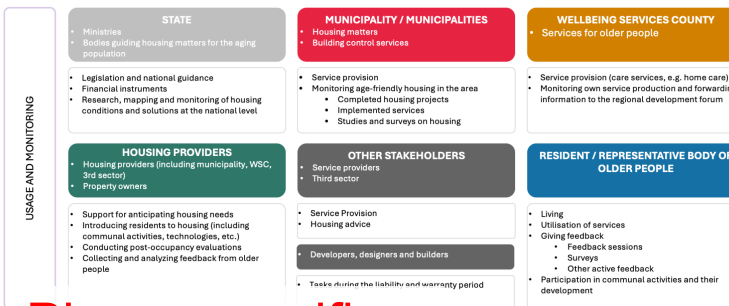 USAGE AND MONITORING
STATE
• Ministries
• Bodies guiding housing matters for the aging
population
• Legislation and national guidance
• Financial instruments
• Research, mapping and monitoring of housing
conditions and solutions at the national level
MUNICIPALITY / MUNICIPALITIES
• Housing matters
• Building control services
• Service provision
• Monitoring age-friendly housing in the area
• Completed housing projects
• Implemented services
• Studies and surveys on housing
WELLBEING SERVICES COUNTY
• Services for older people
• Service provision (care services, e.g. home care)
• Monitoring own service production and
information to the regional development forum
HOUSING PROVIDERS
• Housing providers (including municipality, WSC,
3rd sector)
• Property owners
• Support for anticipating housing needs
• Introducing residents to housing (including
communal activities, technologies, etc.)
• Conducting post-occupancy evaluations
• Collecting and analyzing feedback from older
people
OTHER STAKEHOLDERS
• Service providers
• Third sector
• Service Provision
• Housing advice
• Developers, designers and builders
• Tasks during the liability and warranty period
RESIDENT / REPRESENTATIVE BODY
OLDER PEOPLE
• Living
• Utilisation of services
• Giving feedback
• Feedback sessions
• Surveys
• Other active feedback
• Participation in communal activities and their
development